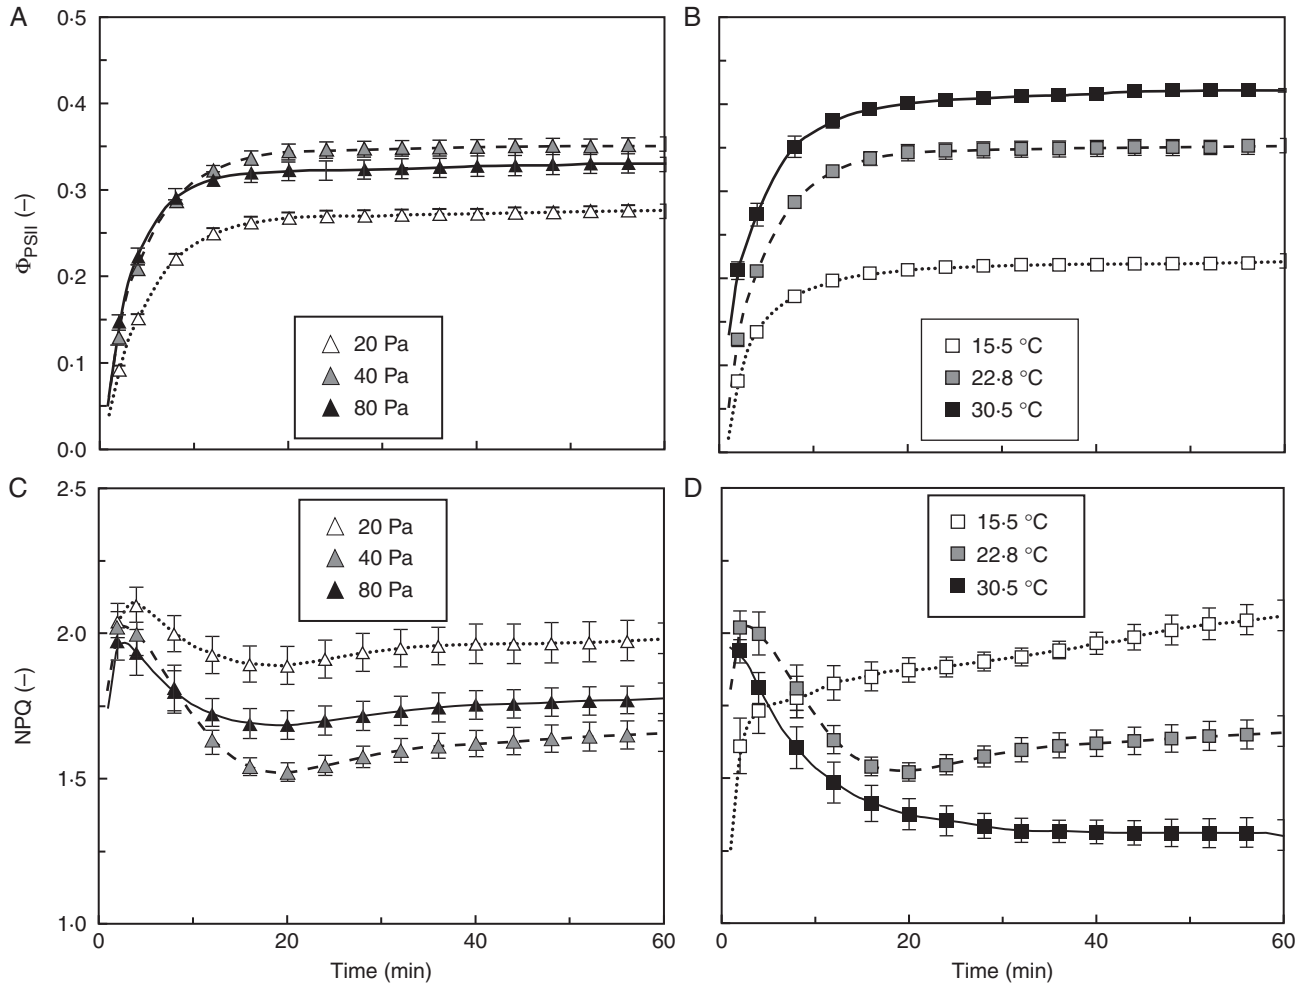 A
B
0·5
0·4
0·3
0·2
0·1
0·0
Φ_PSII (–)
20 Pa
40 Pa
80 Pa
15·5 °C
22·8 °C
30·5 °C
C
D
2·5
2·0
1·5
1·0
NPQ (–)
20 Pa
40 Pa
80 Pa
15·5 °C
22·8 °C
30·5 °C
0 20 40 60
0 20 40 60
Time (min)
Time (min)